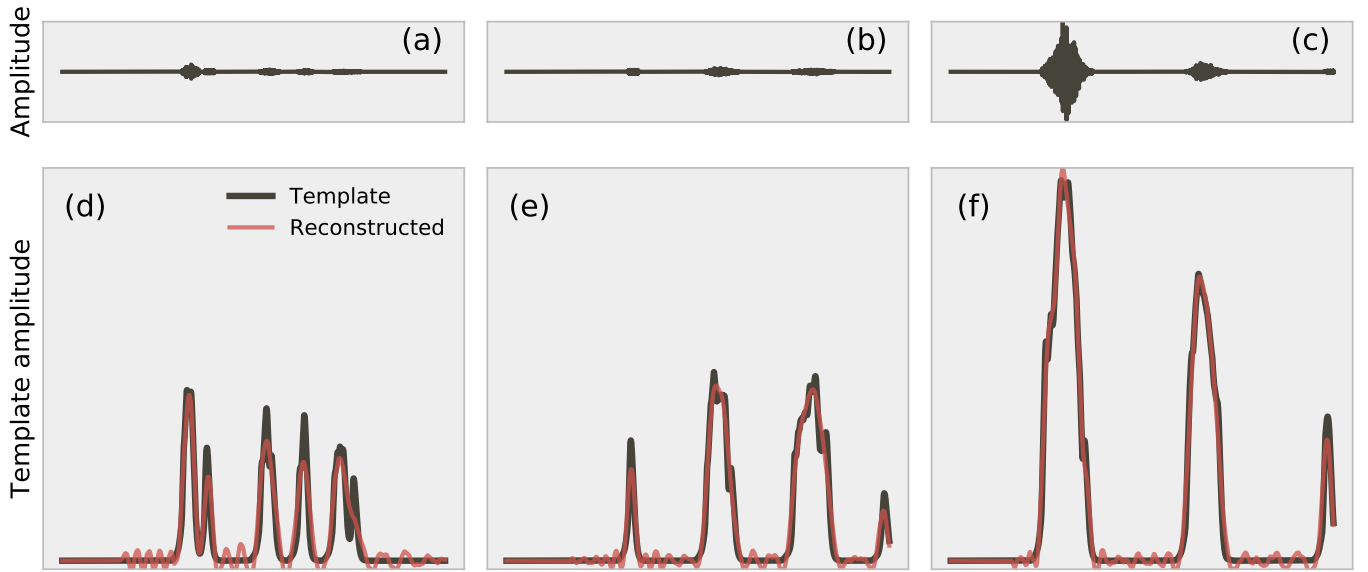 Amplitude
(a)
(b)
(c)
Template amplitude
(d)
Template
Reconstructed
(e)
(f)